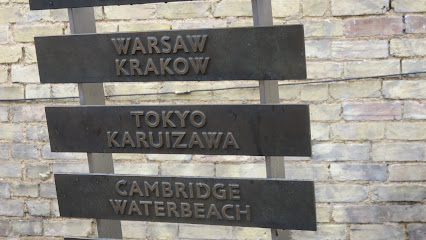 WARSAW
KRAKOW
TOKYO
KARUIZAWA
CAMBRIDGE
WATERBEACH